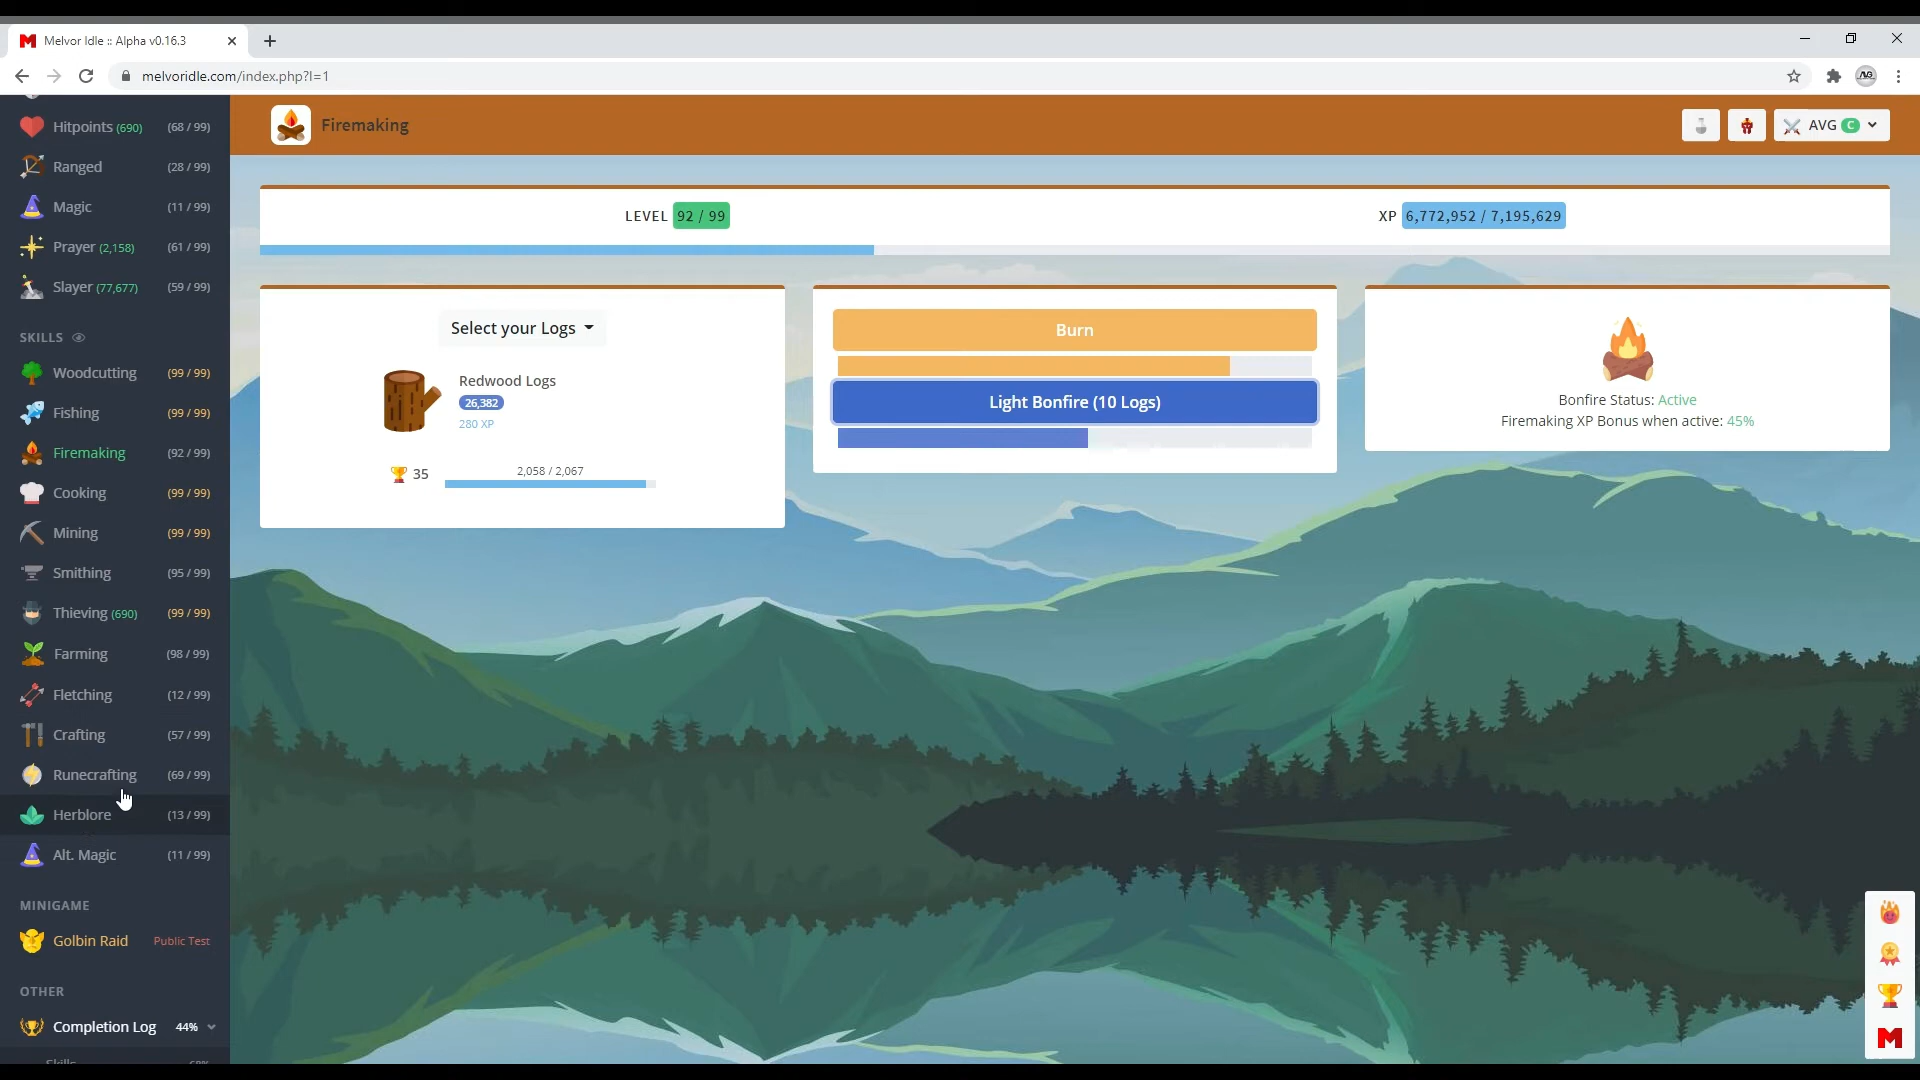 Melvor Idle :: Alpha v0.16.3
melvoridle.com/index.php?l=1
Hitpoints (690) (68 / 99)
Ranged (28 / 99)
Magic (11 / 99)
Prayer (2,158) (61 / 99)
Slayer (77,677) (59 / 99)
SKILLS
Woodcutting (99 / 99)
Fishing (99 / 99)
Firemaking (92 / 99)
Cooking (99 / 99)
Mining (99 / 99)
Smithing (95 / 99)
Thieving (690) (99 / 99)
Farming (98 / 99)
Fletching (12 / 99)
Crafting (57 / 99)
Runecrafting (69 / 99)
Herblore (13 / 99)
Alt. Magic (11 / 99)
MINIGAME
Golbin Raid Public Test
OTHER
Completion Log 44%
Firemaking
AVG C
LEVEL 92 / 99
XP 6,772,952 / 7,195,629
Select your Logs
Redwood Logs
26,382
280 XP
35 2,058 / 2,067
Burn
Light Bonfire (10 Logs)
Bonfire Status: Active
Firemaking XP Bonus when active: 45%